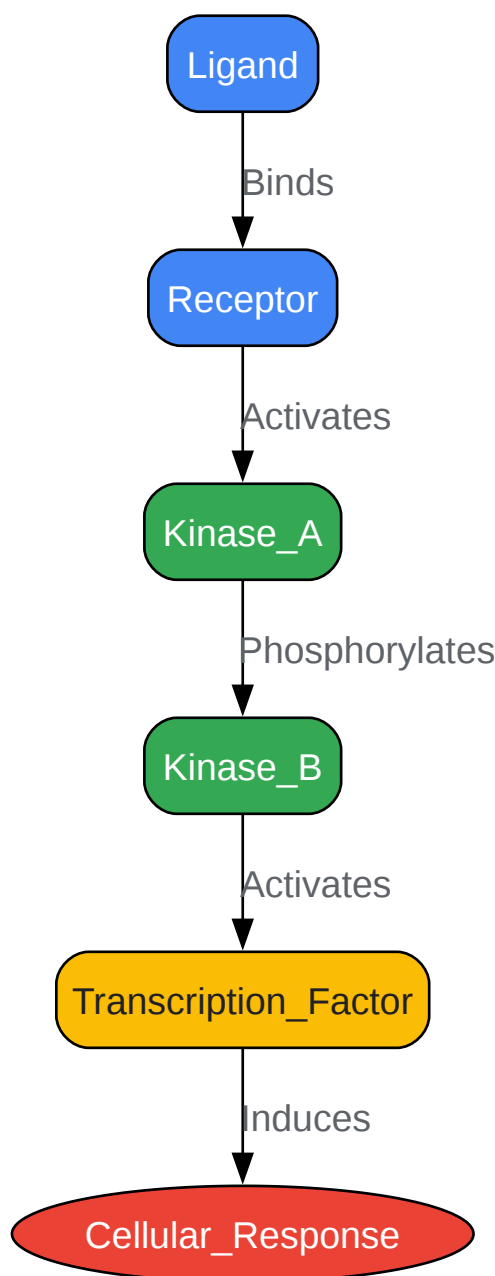 Ligand
Binds
Receptor
Activates
Kinase_A
Phosphorylates
Kinase_B
Activates
Transcription_Factor
Induces
Cellular_Response